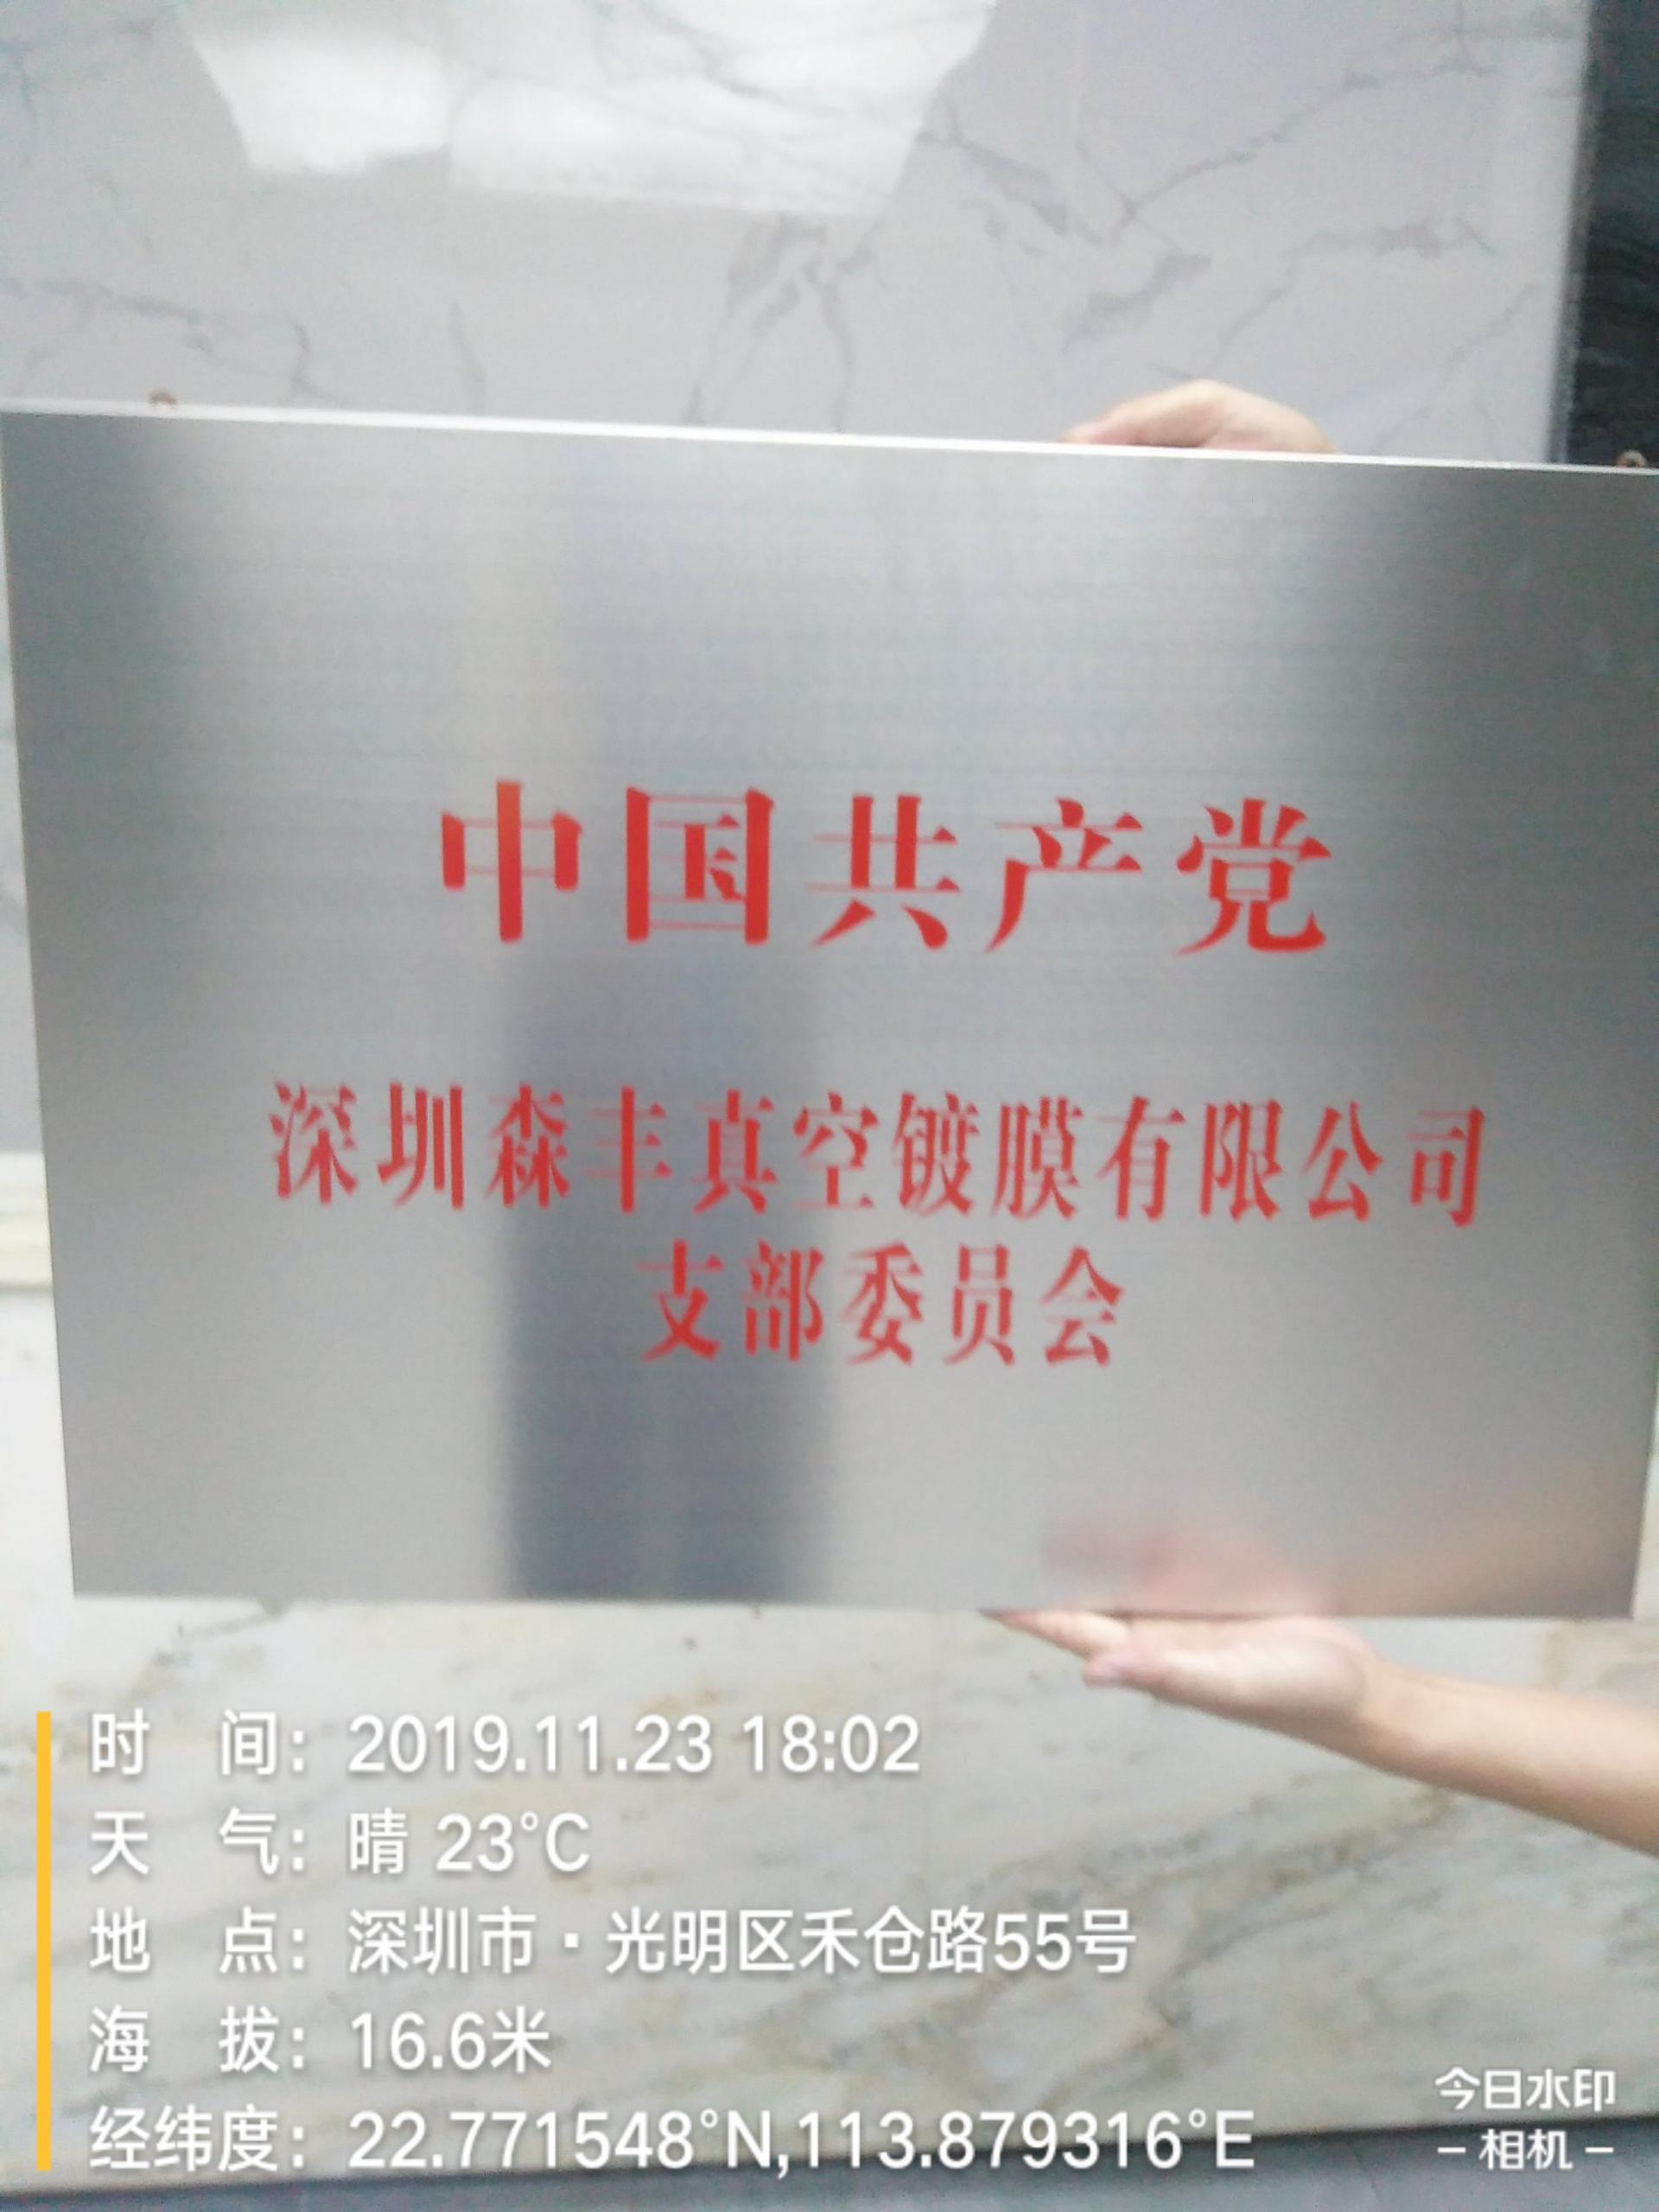 中国共产党
深圳森丰真空镀膜有限公司
支部委员会
时 间：2019.11.23 18:02
天 气：晴 23°C
地 点：深圳市·光明区禾仓路55号
海 拔：16.6米
经纬度：22.771548°N,113.879316°E
今日水印
－相机－